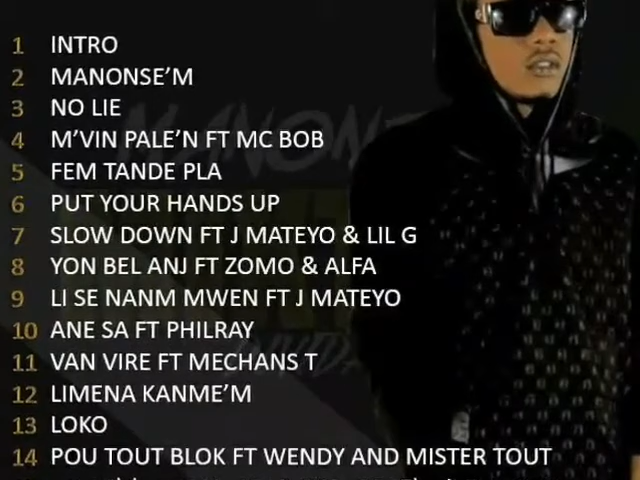 1 INTRO
2 MANONSE'M
3 NO LIE
4 M'VIN PALE'N FT MC BOB
5 FEM TANDE PLA
6 PUT YOUR HANDS UP
7 SLOW DOWN FT J MATEYO & LIL G
8 YON BEL ANJ FT ZOMO & ALFA
9 LI SE NANM MWEN FT J MATEYO
10 ANE SA FT PHILRAY
11 VAN VIRE FT MECHANS T
12 LIMENA KANME'M
13 LOKO
14 POU TOUT BLOK FT WENDY AND MISTER TOUT